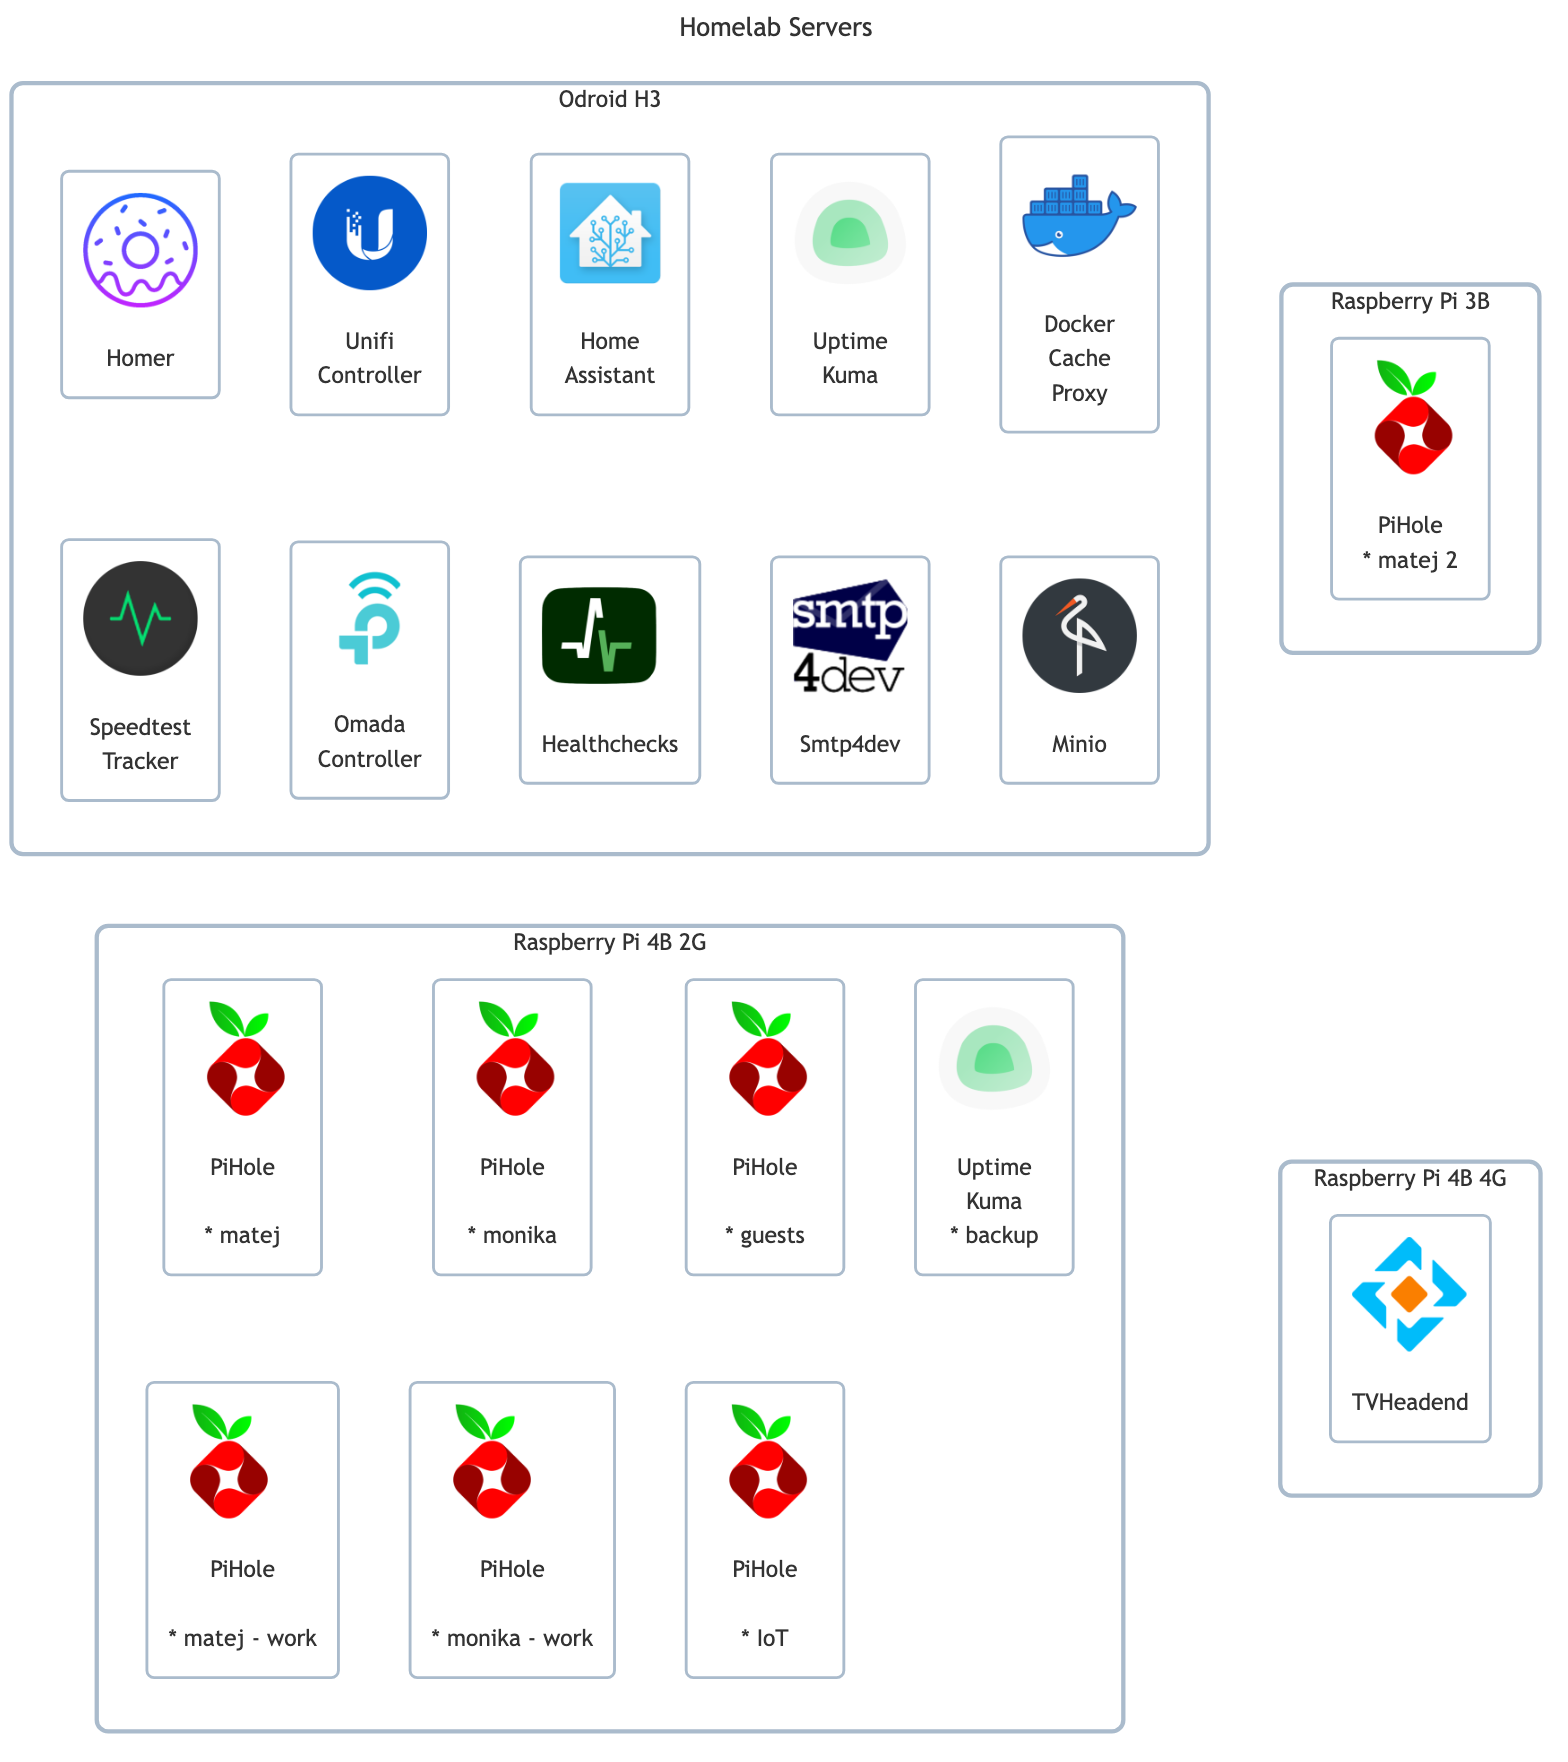 Homelab Servers
Odroid H3
Homer
Unifi
Controller
Home
Assistant
Uptime
Kuma
Docker
Cache
Proxy
Speedtest
Tracker
Omada
Controller
Healthchecks
smtp
4dev
Smtp4dev
Minio
Raspberry Pi 3B
PiHole
* matej 2
Raspberry Pi 4B 2G
PiHole
* matej
PiHole
* monika
PiHole
* guests
Uptime
Kuma
* backup
PiHole
* matej - work
PiHole
* monika - work
PiHole
* IoT
Raspberry Pi 4B 4G
TVHeadend